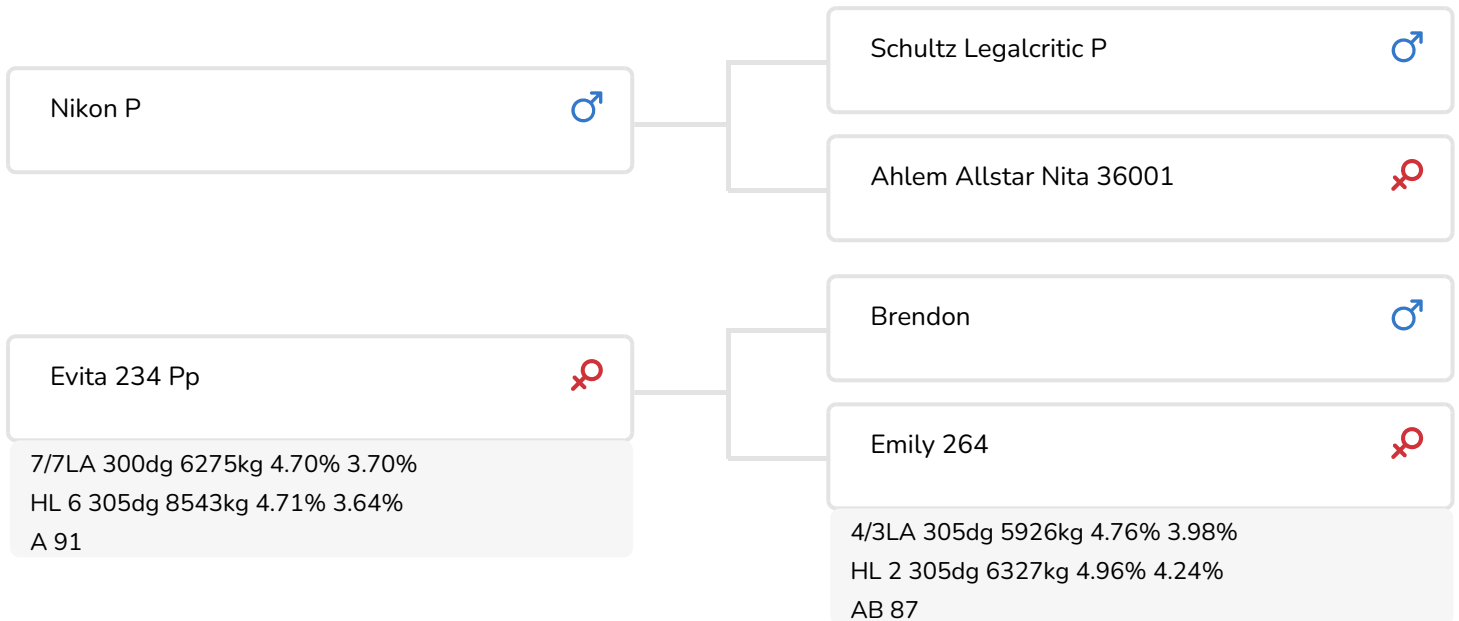 Nikon P
Schultz Legalcritic P
Ahlem Allstar Nita 36001
Evita 234 Pp
7/7LA 300dg 6275kg 4.70% 3.70%
HL 6 305dg 8543kg 4.71% 3.64%
A 91
Brendon
Emily 264
4/3LA 305dg 5926kg 4.76% 3.98%
HL 2 305dg 6327kg 4.96% 4.24%
AB 87